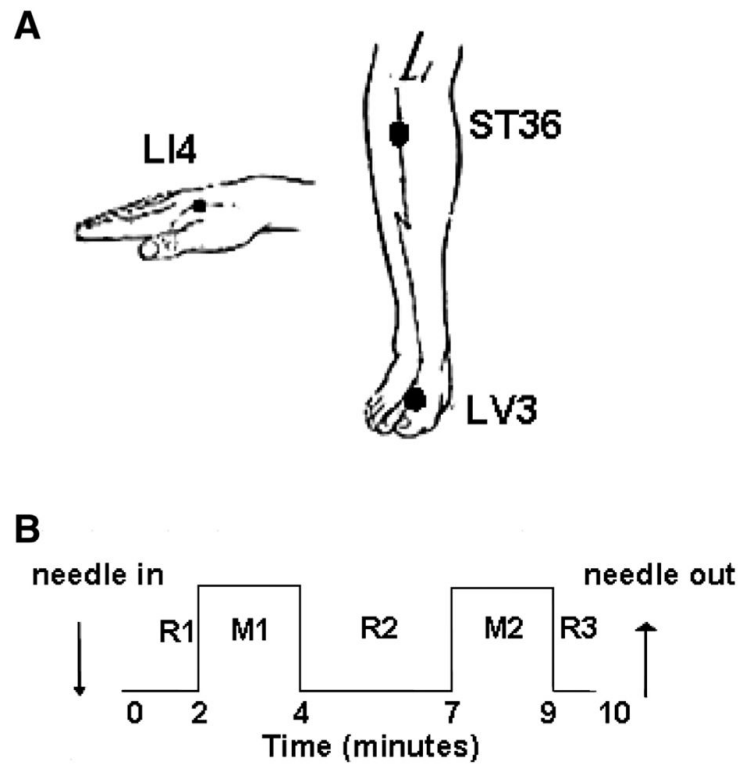 A
LI4
ST36
LV3
B
needle in
needle out
R1 M1 R2 M2 R3
0 2 4 7 9 10
Time (minutes)